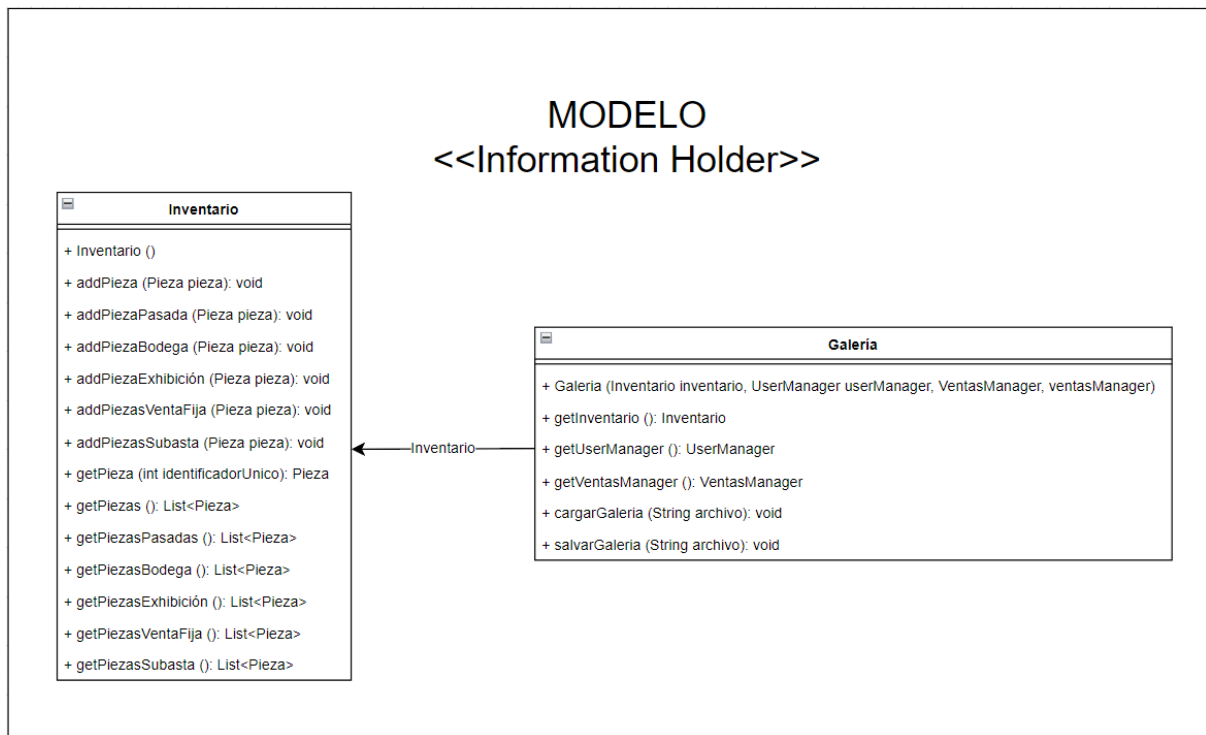 MODELO
<<Information Holder>>
Inventario
+ Inventario ()
+ addPieza (Pieza pieza): void
+ addPiezaPasada (Pieza pieza): void
+ addPiezaBodega (Pieza pieza): void
+ addPiezaExhibición (Pieza pieza): void
+ addPiezasVentaFija (Pieza pieza): void
+ addPiezasSubasta (Pieza pieza): void
+ getPieza (int identificadorUnico): Pieza
+ getPiezas (): List<Pieza>
+ getPiezasPasadas (): List<Pieza>
+ getPiezasBodega (): List<Pieza>
+ getPiezasExhibición (): List<Pieza>
+ getPiezasVentaFija (): List<Pieza>
+ getPiezasSubasta (): List<Pieza>
Inventario
Galería
+ Galeria (Inventario inventario, UserManager userManager, VentasManager, ventasManager)
+ getInventario (): Inventario
+ getUserManager (): UserManager
+ getVentasManager (): VentasManager
+ cargarGaleria (String archivo): void
+ salvarGaleria (String archivo): void